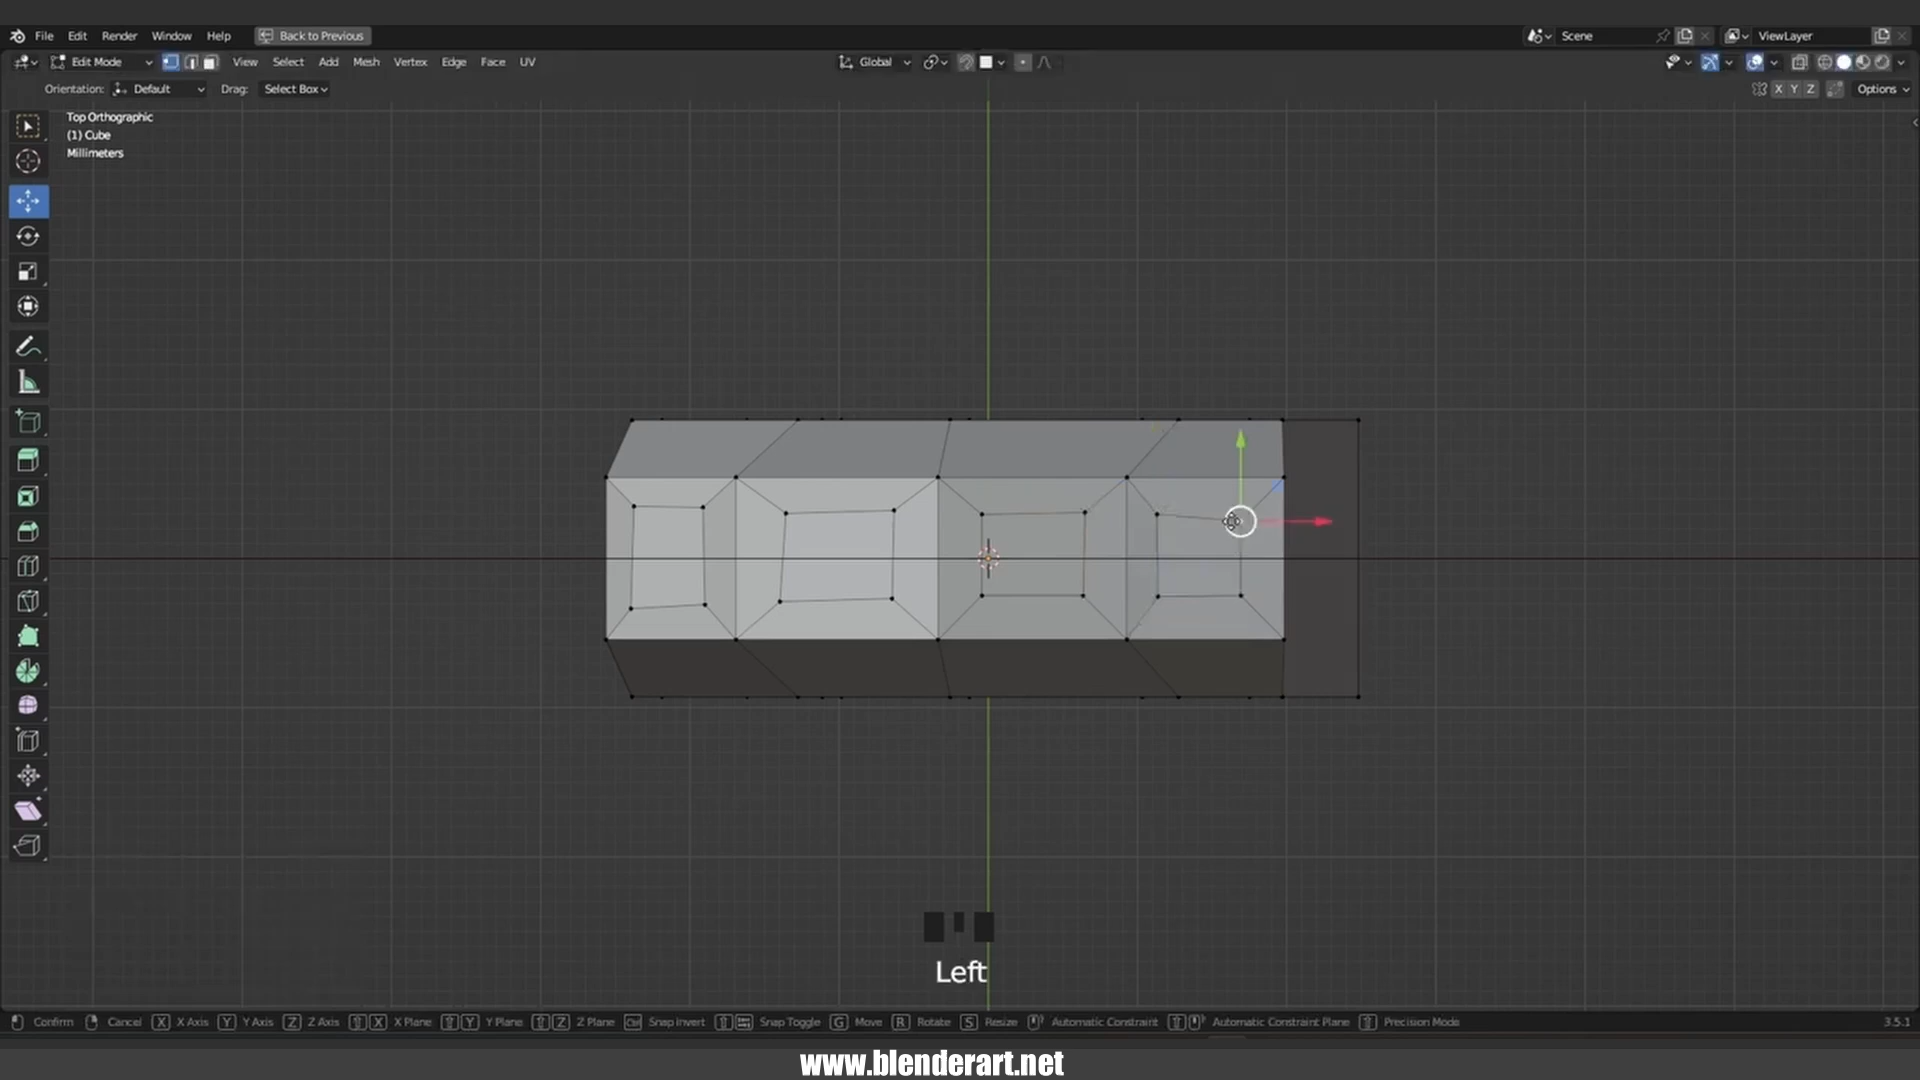 File Edit Render Window Help Back to Previous Scene ViewLayer
Edit Mode View Select Add Mesh Vertex Edge Face UV Global
Orientation: Default Drag: Select Box X Y Z Options
Top Orthographic
(1) Cube
Millimeters
Left
Confirm Cancel X X Axis Y Y Axis Z Z Axis X X Plane Y Y Plane Z Z Plane Ctrl Snap Invert Snap Toggle G Move R Rotate S Resize Automatic Constraint Automatic Constraint Plane Precision Mode 3.5.1
www.blenderart.net